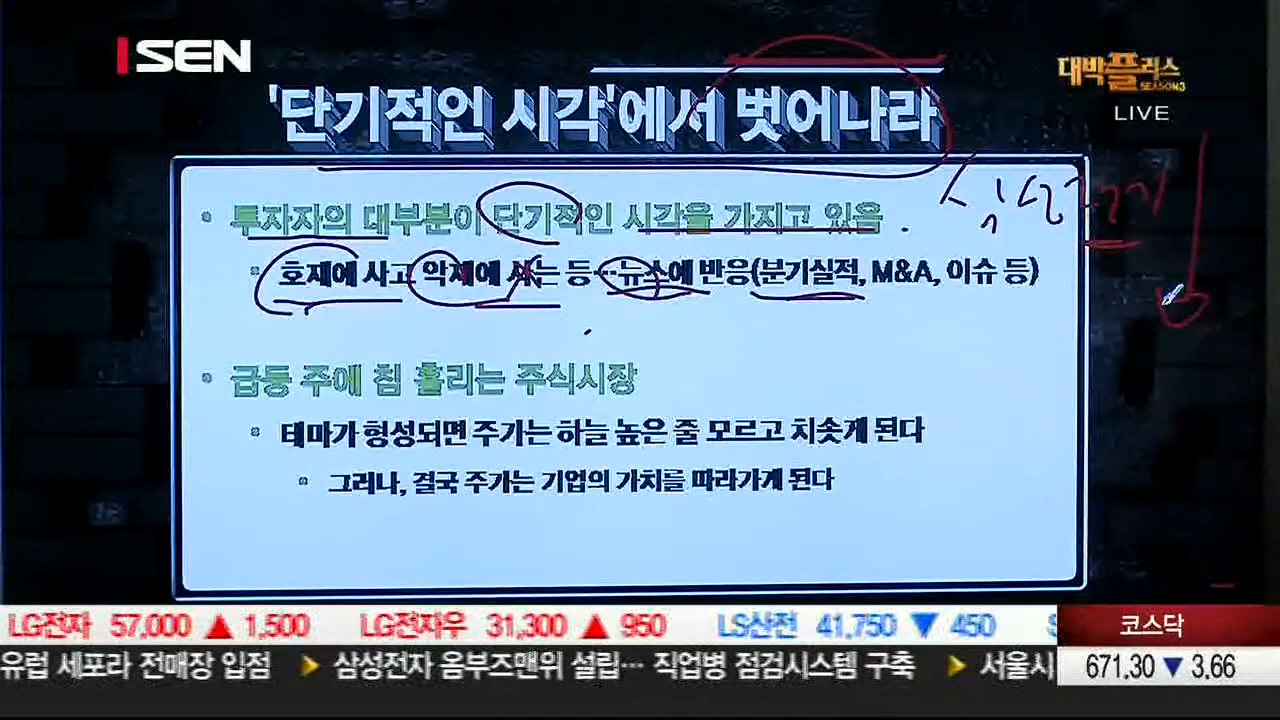 SEN
대박플러스
SEASON3
LIVE
'단기적인 시각'에서 벗어나라
투자자의 대부분이 단기적인 시각을 가지고 있음
호재에 사고 악재에 는 등…뉴스에 반응(분기실적, M&A, 이슈 등)
급등 주에 침 흘리는 주식시장
테마가 형성되면 주가는 하늘 높은 줄 모르고 치솟게 된다
그러나, 결국 주가는 기업의 가치를 따라가게 된다
LG전자 57,000 ▲ 1,500 LG전자우 31,300 ▲ 950 LS산전 41,750 ▼ 450 S
코스닥
유럽 세포라 전매장 입점 삼성전자 옴부즈맨위 설립… 직업병 점검시스템 구축 서울시
671.30 ▼ 3.66